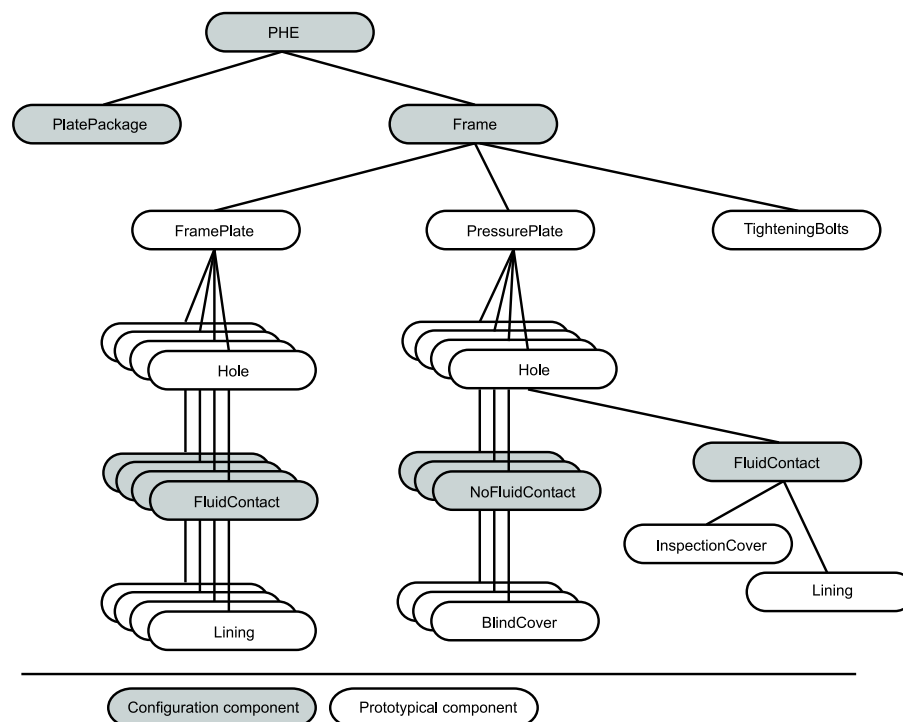 PHE
PlatePackage
Frame
FramePlate
PressurePlate
TighteningBolts
Hole
Hole
FluidContact
FluidContact
NoFluidContact
InspectionCover
Lining
Lining
BlindCover
Configuration component
Prototypical component